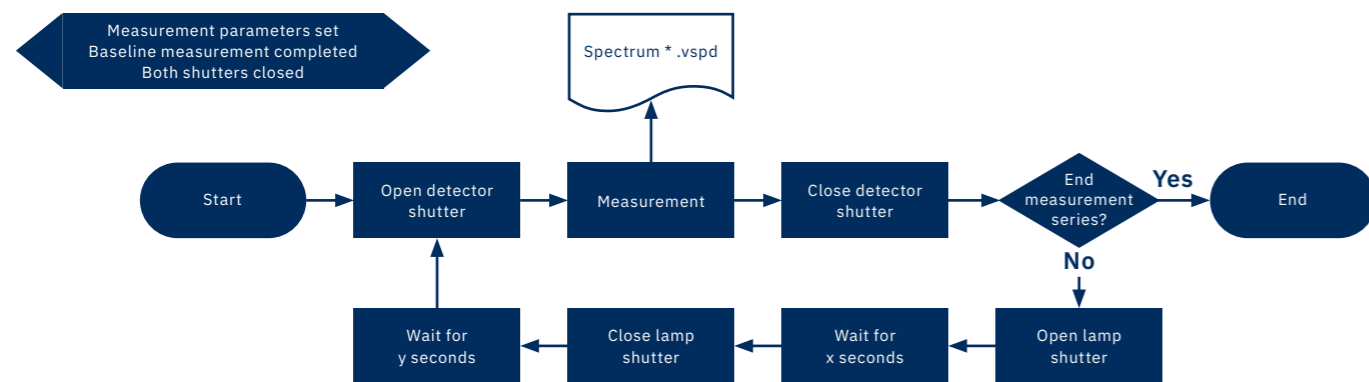 Measurement parameters set
Baseline measurement completed
Both shutters closed
Spectrum * .vspd
Start
Open detector
shutter
Measurement
Close detector
shutter
End
measurement
series?
Yes
End
No
Wait for
y seconds
Close lamp
shutter
Wait for
x seconds
Open lamp
shutter